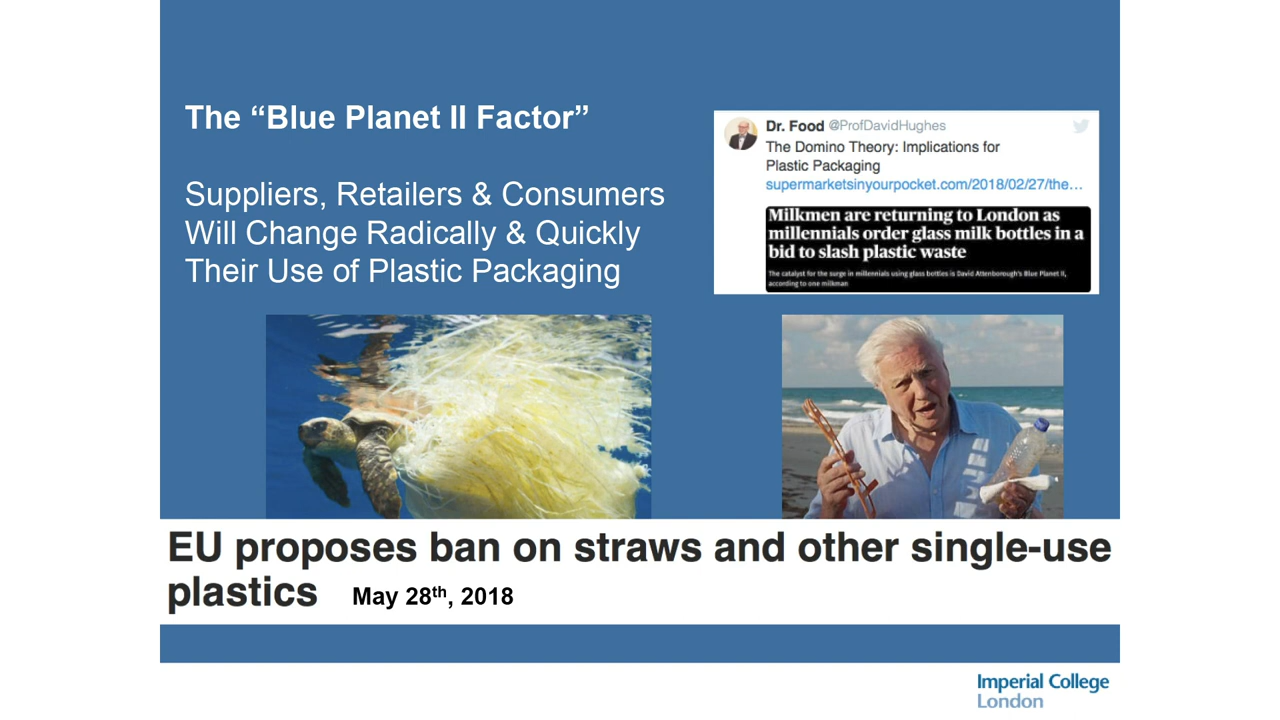 The “Blue Planet II Factor”
Suppliers, Retailers & Consumers
Will Change Radically & Quickly
Their Use of Plastic Packaging
Dr. Food @ProfDavidHughes
The Domino Theory: Implications for
Plastic Packaging
supermarketsinyourpocket.com/2018/02/27/the…
Milkmen are returning to London as
millennials order glass milk bottles in a
bid to slash plastic waste
The catalyst for the surge in millennials using glass bottles is David Attenborough's Blue Planet II,
according to one milkman
EU proposes ban on straws and other single-use
plastics May 28th, 2018
Imperial College
London